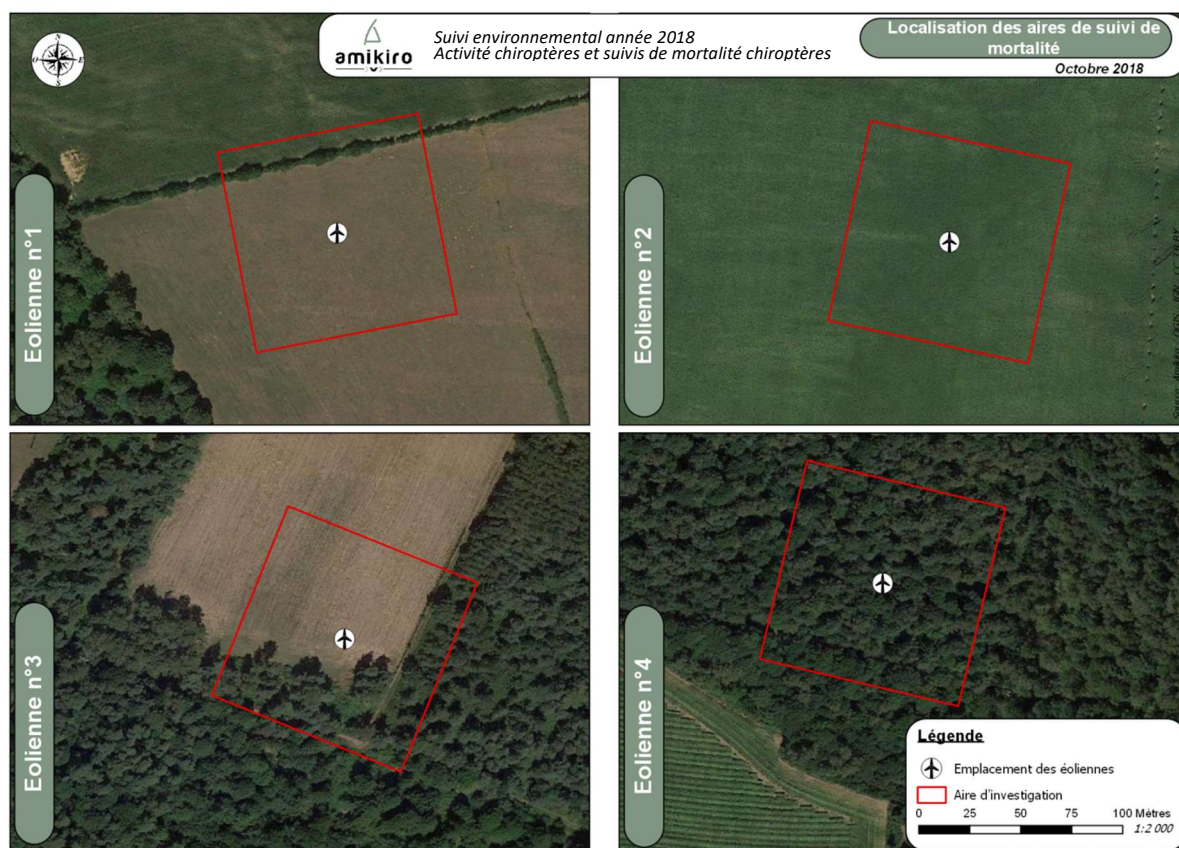 Suivi environnemental année 2018
Activité chiroptères et suivis de mortalité chiroptères
amikiro
Localisation des aires de suivi de
mortalité
Octobre 2018
N
O
E
S
Eolienne n°1
Eolienne n°2
Eolienne n°3
Eolienne n°4
Légende
Emplacement des éoliennes
Aire d'investigation
0 25 50 75 100 Mètres
1:2 000